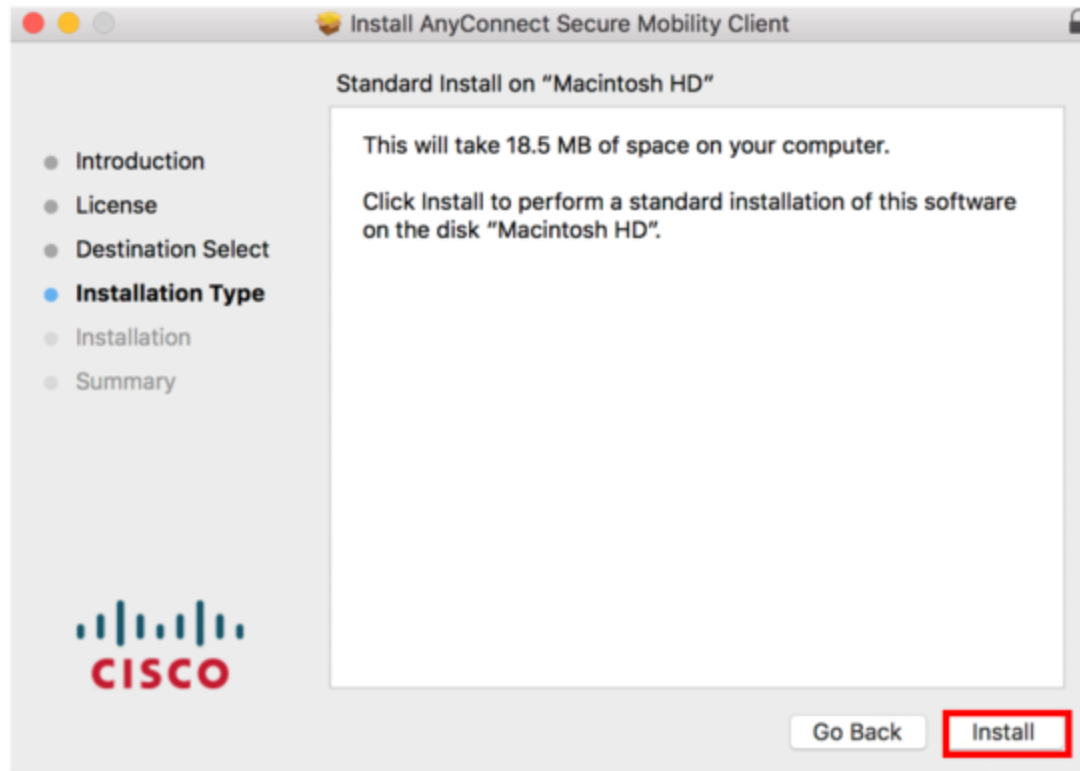 Install AnyConnect Secure Mobility Client
Standard Install on “Macintosh HD”
Introduction
License
Destination Select
Installation Type
Installation
Summary
This will take 18.5 MB of space on your computer.
Click Install to perform a standard installation of this software
on the disk “Macintosh HD”.
CISCO
Go Back
Install